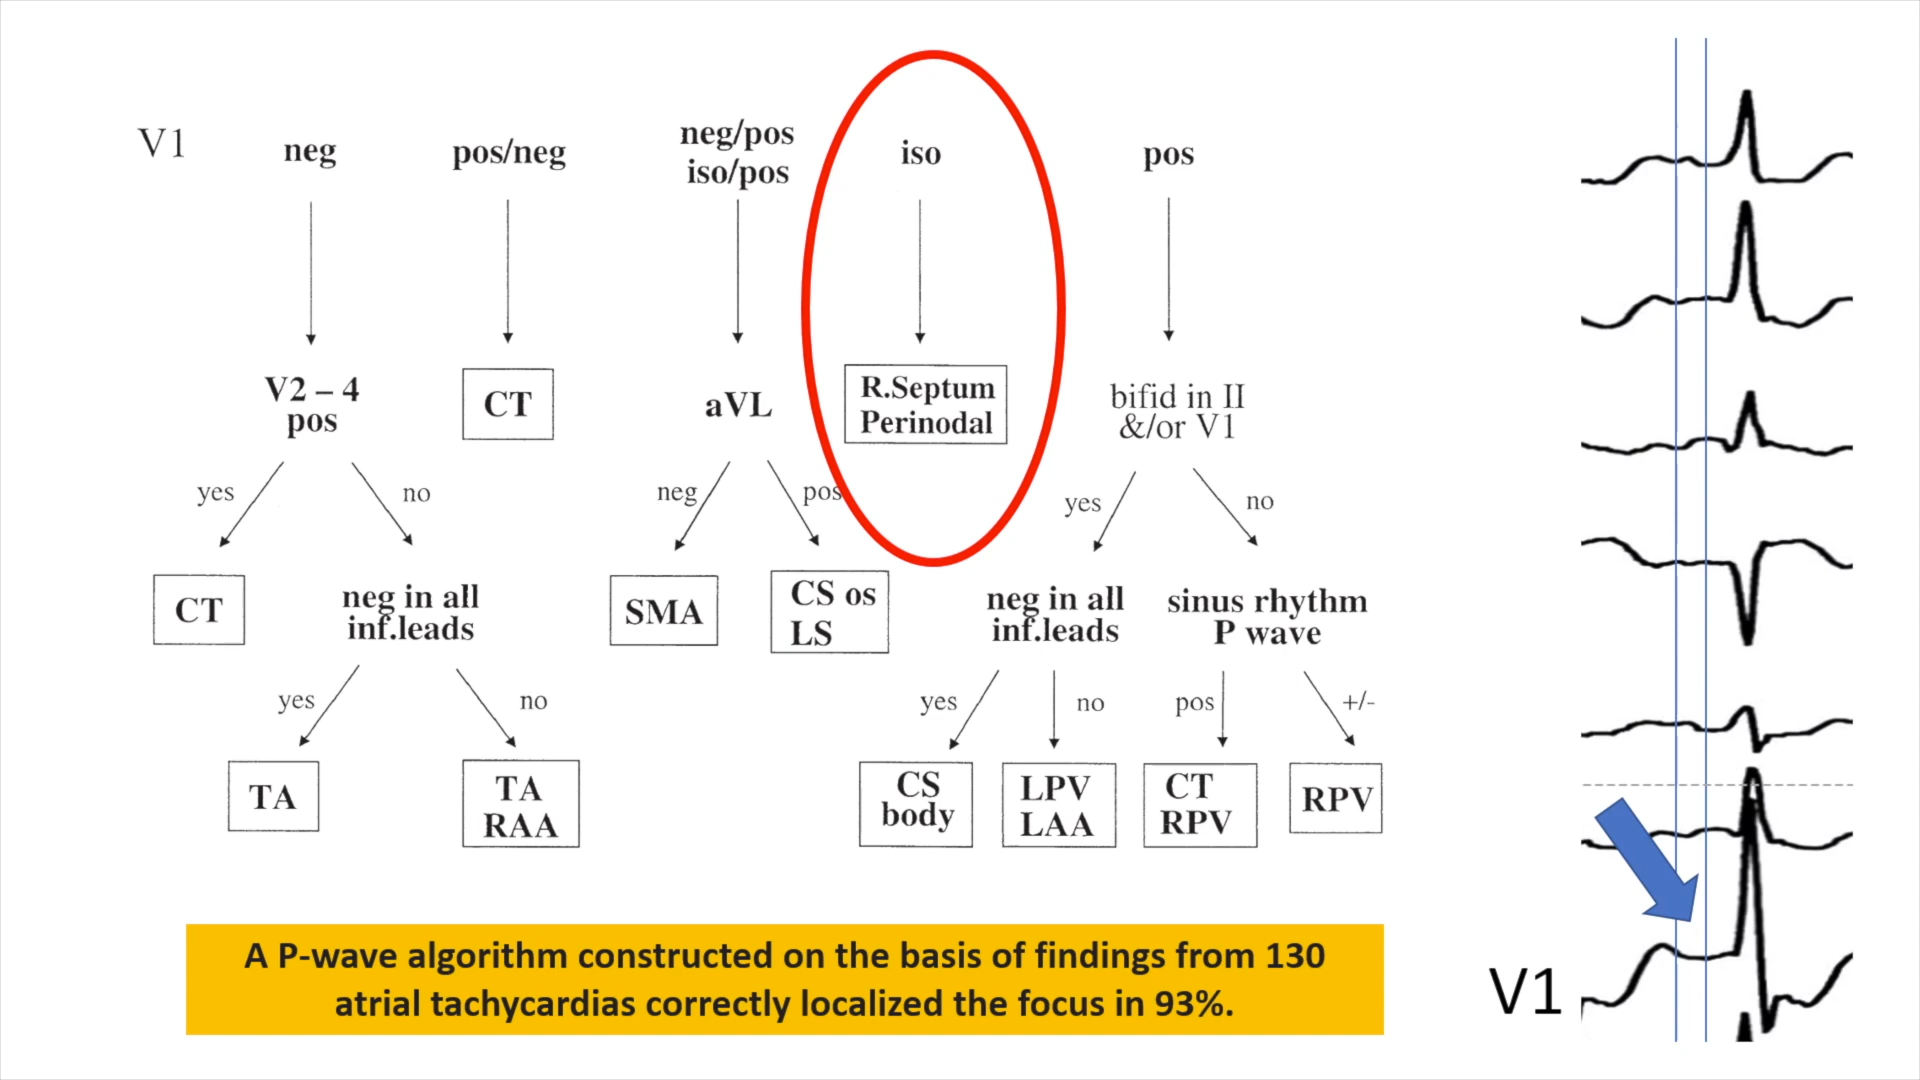 V1
neg
pos/neg
neg/pos
iso/pos
iso
pos
V2 – 4
pos
CT
aVL
R.Septum
Perinodal
bifid in II
&/or V1
yes
no
neg
pos
yes
no
CT
neg in all
inf.leads
SMA
CS os
LS
neg in all
inf.leads
sinus rhythm
P wave
yes
no
yes
no
pos
+/-
TA
TA
RAA
CS
body
LPV
LAA
CT
RPV
RPV
A P-wave algorithm constructed on the basis of findings from 130
atrial tachycardias correctly localized the focus in 93%.
V1